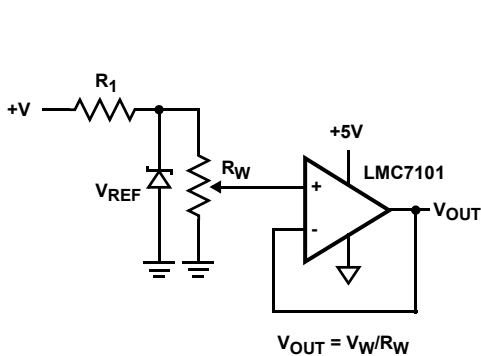 R1
+V
+5V
RW
LMC7101
VREF
+
-
VOUT
VOUT = VW/RW